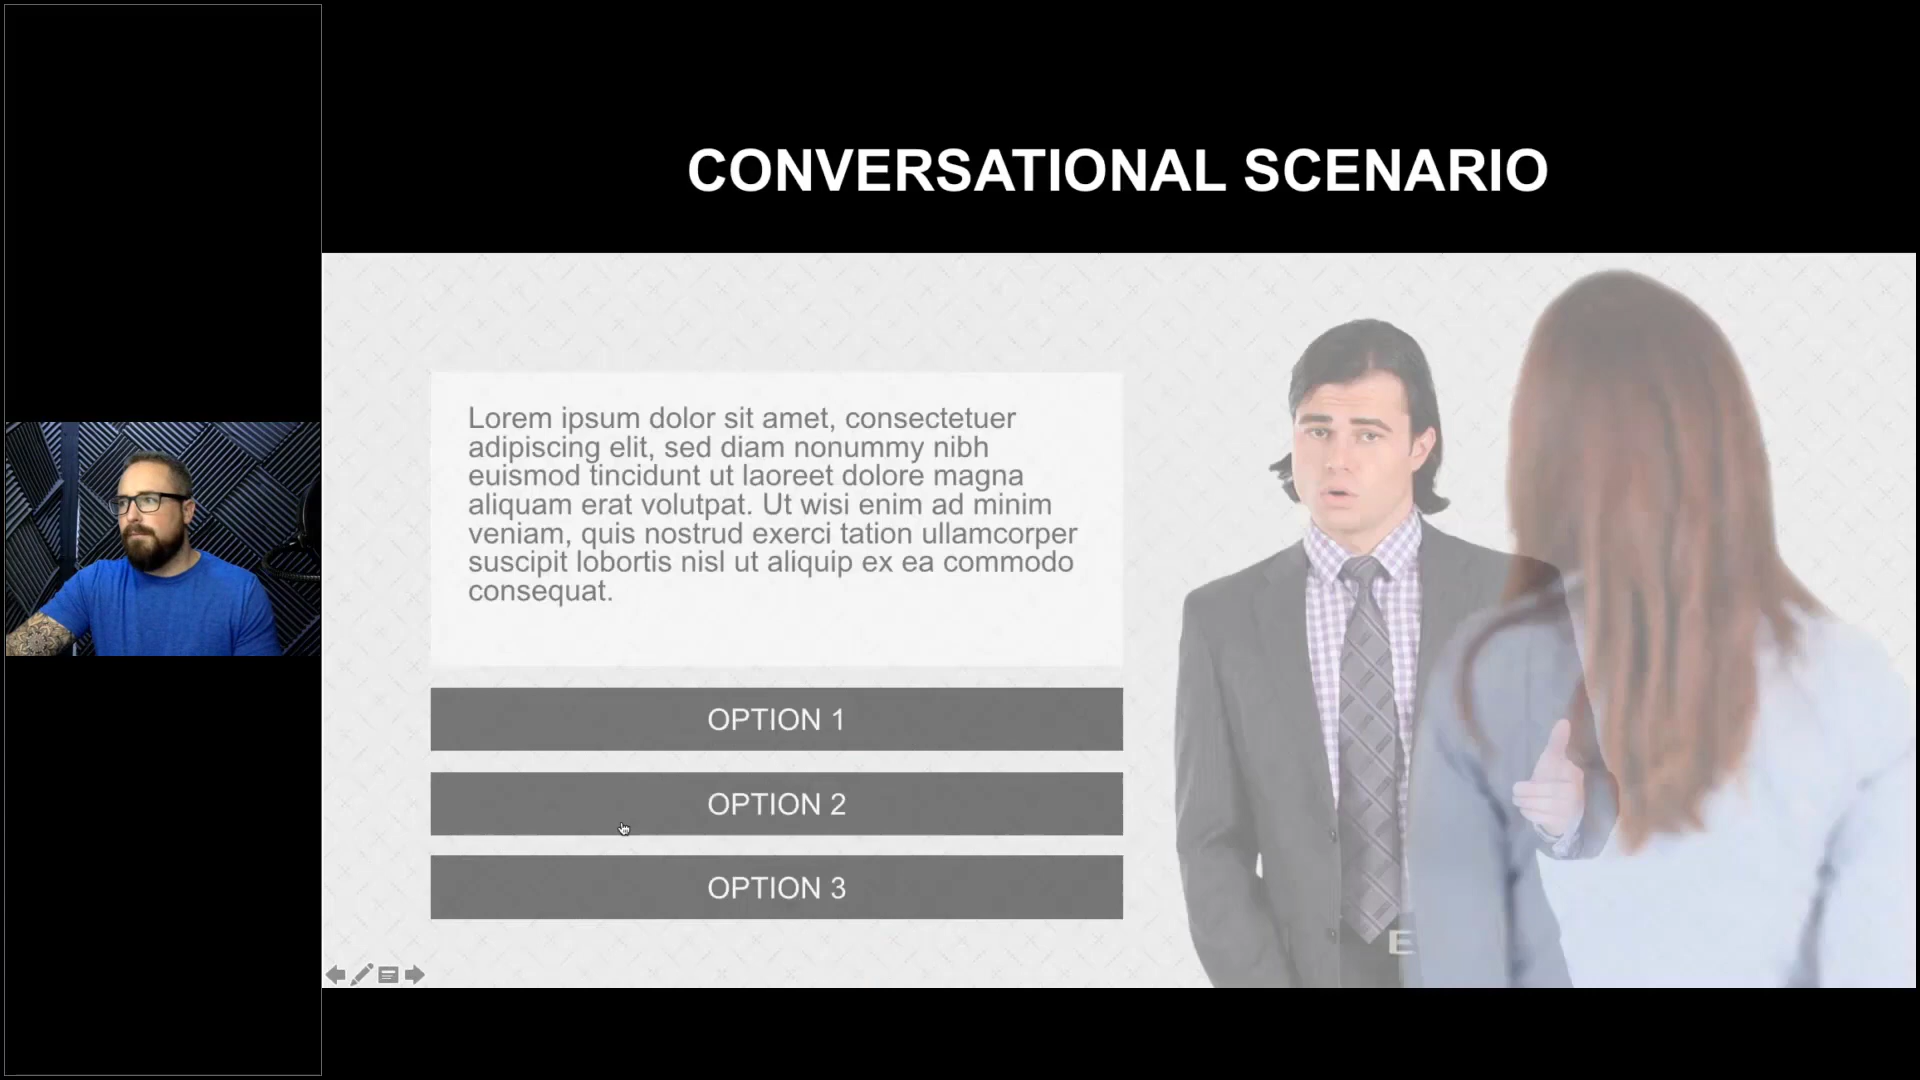 CONVERSATIONAL SCENARIO
Lorem ipsum dolor sit amet, consectetuer
adipiscing elit, sed diam nonummy nibh
euismod tincidunt ut laoreet dolore magna
aliquam erat volutpat. Ut wisi enim ad minim
veniam, quis nostrud exerci tation ullamcorper
suscipit lobortis nisl ut aliquip ex ea commodo
consequat.
OPTION 1
OPTION 2
OPTION 3
E